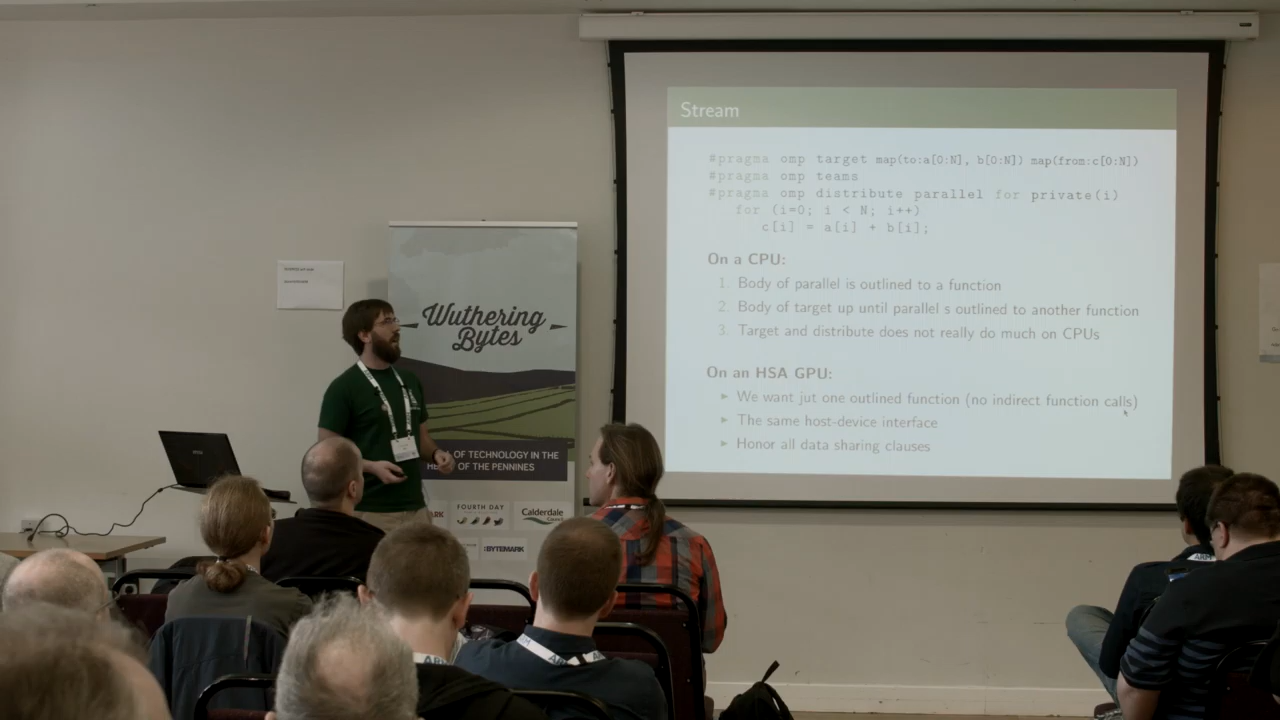 Stream
#pragma omp target map(to:a[0:N], b[0:N]) map(from:c[0:N])
#pragma omp teams
#pragma omp distribute parallel for private(i)
for (i=0; i < N; i++)
c[i] = a[i] + b[i];
On a CPU:
1. Body of parallel is outlined to a function
2. Body of target up until parallel s outlined to another function
3. Target and distribute does not really do much on CPUs
On an HSA GPU:
▸ We want jut one outlined function (no indirect function calls)
▸ The same host-device interface
▸ Honor all data sharing clauses
Wuthering
Bytes
OF TECHNOLOGY IN THE
OF THE PENNINES
FOURTH DAY
Calderdale
Council
BYTEMARK
ARM